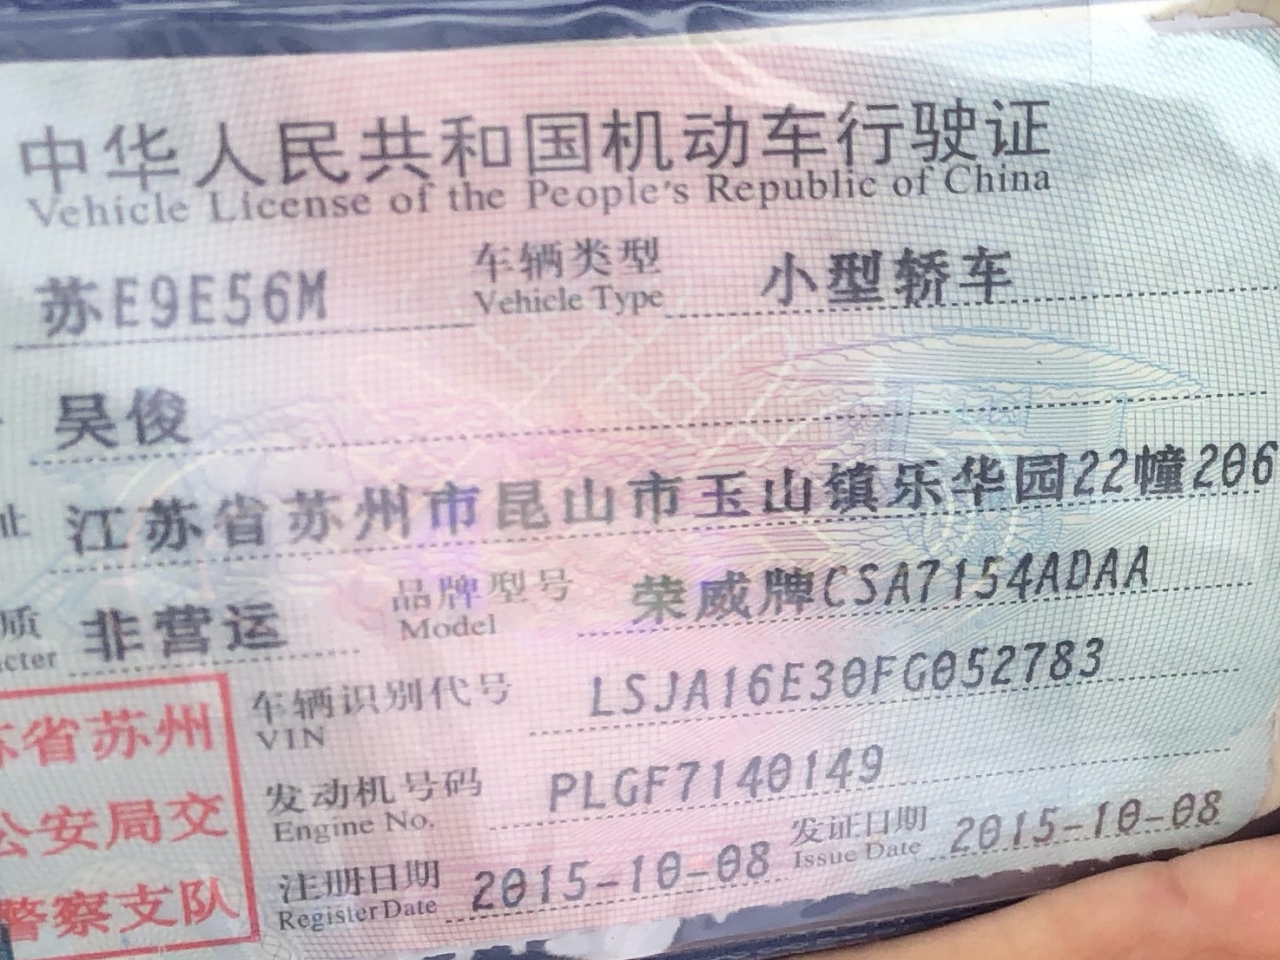 中华人民共和国机动车行驶证
Vehicle License of the People's Republic of China
苏E9E56M 车辆类型 小型轿车
Vehicle Type
吴俊
址 江苏省苏州市昆山市玉山镇乐华园22幢206
质 非营运 品牌型号 荣威牌CSA7154ADAA
cter Model
车辆识别代号 LSJA16E30FG052783
VIN
发动机号码 PLGF7140149
Engine No.
注册日期 2015-10-08 发证日期 2015-10-08
Register Date Issue Date
苏省苏州
公安局交
警察支队